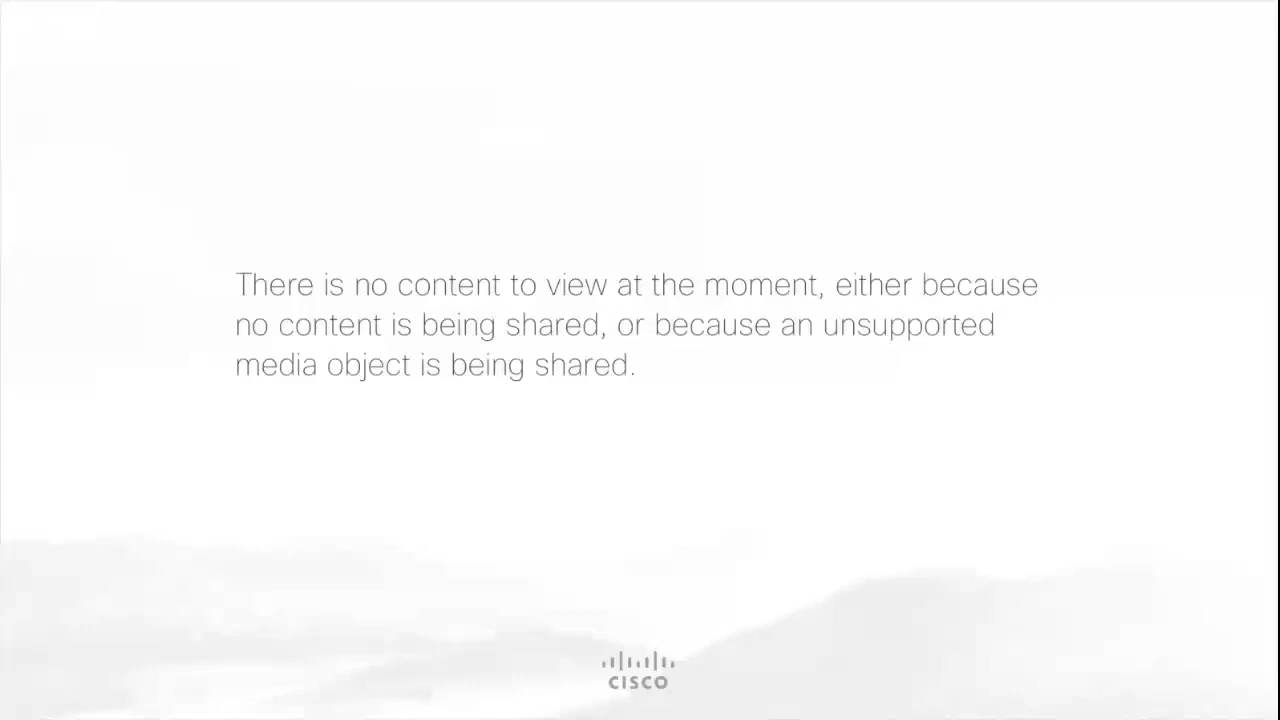 There is no content to view at the moment, either because
no content is being shared, or because an unsupported
media object is being shared.
CISCO